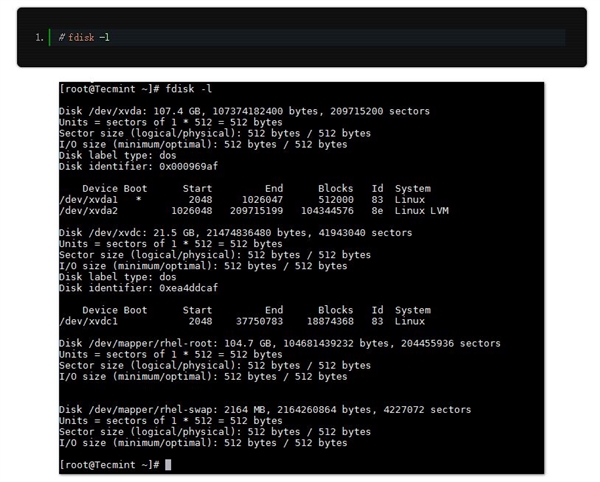 1. # fdisk -l
[root@Tecmint ~]# fdisk -l
Disk /dev/xvda: 107.4 GB, 107374182400 bytes, 209715200 sectors
Units = sectors of 1 * 512 = 512 bytes
Sector size (logical/physical): 512 bytes / 512 bytes
I/O size (minimum/optimal): 512 bytes / 512 bytes
Disk label type: dos
Disk identifier: 0x000969af
Device Boot Start End Blocks Id System
/dev/xvda1 * 2048 1026047 512000 83 Linux
/dev/xvda2 1026048 209715199 104344576 8e Linux LVM
Disk /dev/xvdc: 21.5 GB, 21474836480 bytes, 41943040 sectors
Units = sectors of 1 * 512 = 512 bytes
Sector size (logical/physical): 512 bytes / 512 bytes
I/O size (minimum/optimal): 512 bytes / 512 bytes
Disk label type: dos
Disk identifier: 0xea4ddcaf
Device Boot Start End Blocks Id System
/dev/xvdc1 2048 37750783 18874368 83 Linux
Disk /dev/mapper/rhel-root: 104.7 GB, 104681439232 bytes, 204455936 sectors
Units = sectors of 1 * 512 = 512 bytes
Sector size (logical/physical): 512 bytes / 512 bytes
I/O size (minimum/optimal): 512 bytes / 512 bytes
Disk /dev/mapper/rhel-swap: 2164 MB, 2164260864 bytes, 4227072 sectors
Units = sectors of 1 * 512 = 512 bytes
Sector size (logical/physical): 512 bytes / 512 bytes
I/O size (minimum/optimal): 512 bytes / 512 bytes
[root@Tecmint ~]#